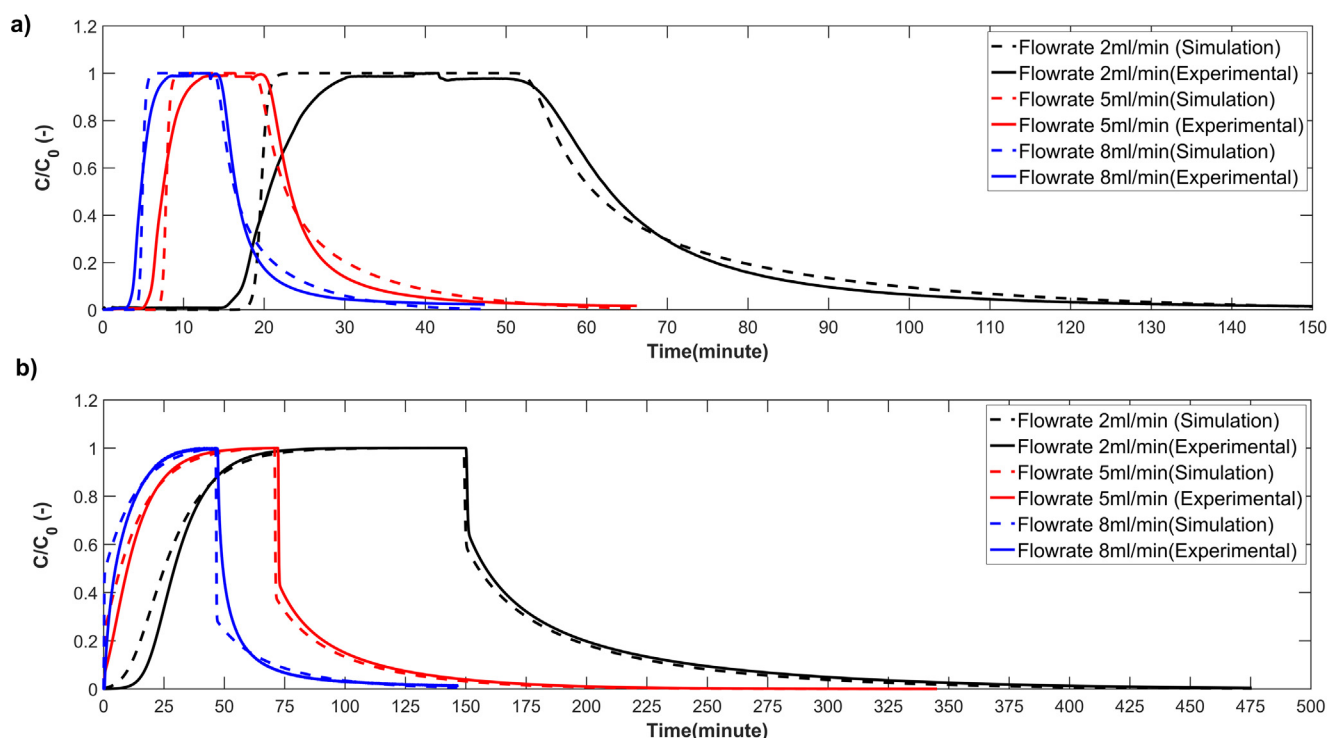 a)
1.2
1
0.8
0.6
0.4
0.2
0
C/C0 (-)
Flowrate 2ml/min (Simulation)
Flowrate 2ml/min(Experimental)
Flowrate 5ml/min(Simulation)
Flowrate 5ml/min (Experimental)
Flowrate 8ml/min(Simulation)
Flowrate 8ml/min(Experimental)
0 10 20 30 40 50 60 70 80 90 100 110 120 130 140 150
Time(minute)
b)
1.2
1
0.8
0.6
0.4
0.2
0
C/C0 (-)
Flowrate 2ml/min (Simulation)
Flowrate 2ml/min(Experimental)
Flowrate 5ml/min(Simulation)
Flowrate 5ml/min (Experimental)
Flowrate 8ml/min(Simulation)
Flowrate 8ml/min(Experimental)
0 25 50 75 100 125 150 175 200 225 250 275 300 325 350 375 400 425 450 475 500
Time(minute)